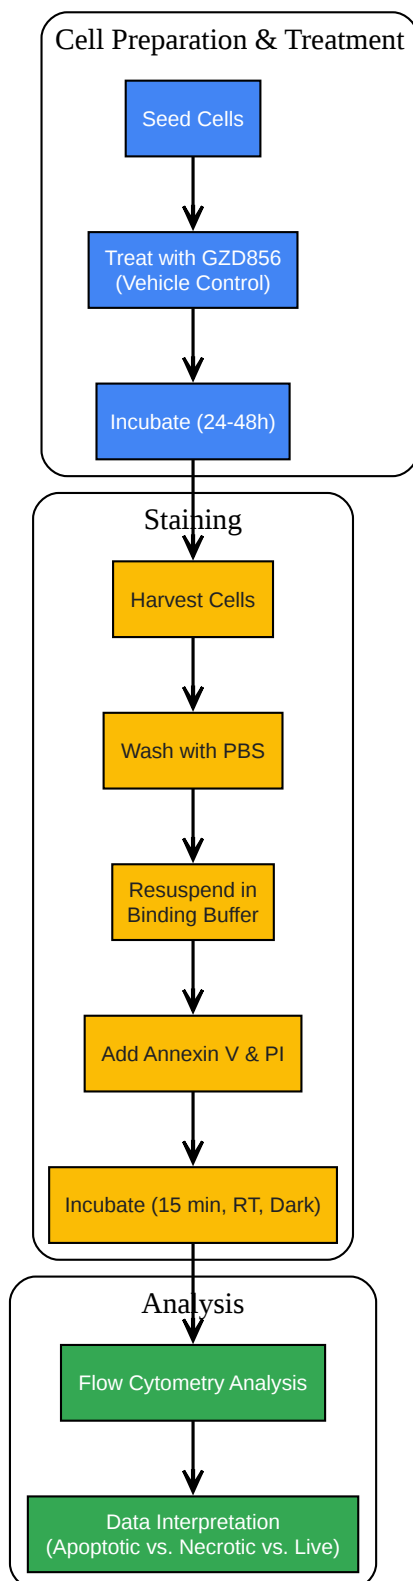 Cell Preparation & Treatment
Seed Cells
Treat with GZD856
(Vehicle Control)
Incubate (24-48h)
Staining
Harvest Cells
Wash with PBS
Resuspend in
Binding Buffer
Add Annexin V & PI
Incubate (15 min, RT, Dark)
Analysis
Flow Cytometry Analysis
Data Interpretation
(Apoptotic vs. Necrotic vs. Live)